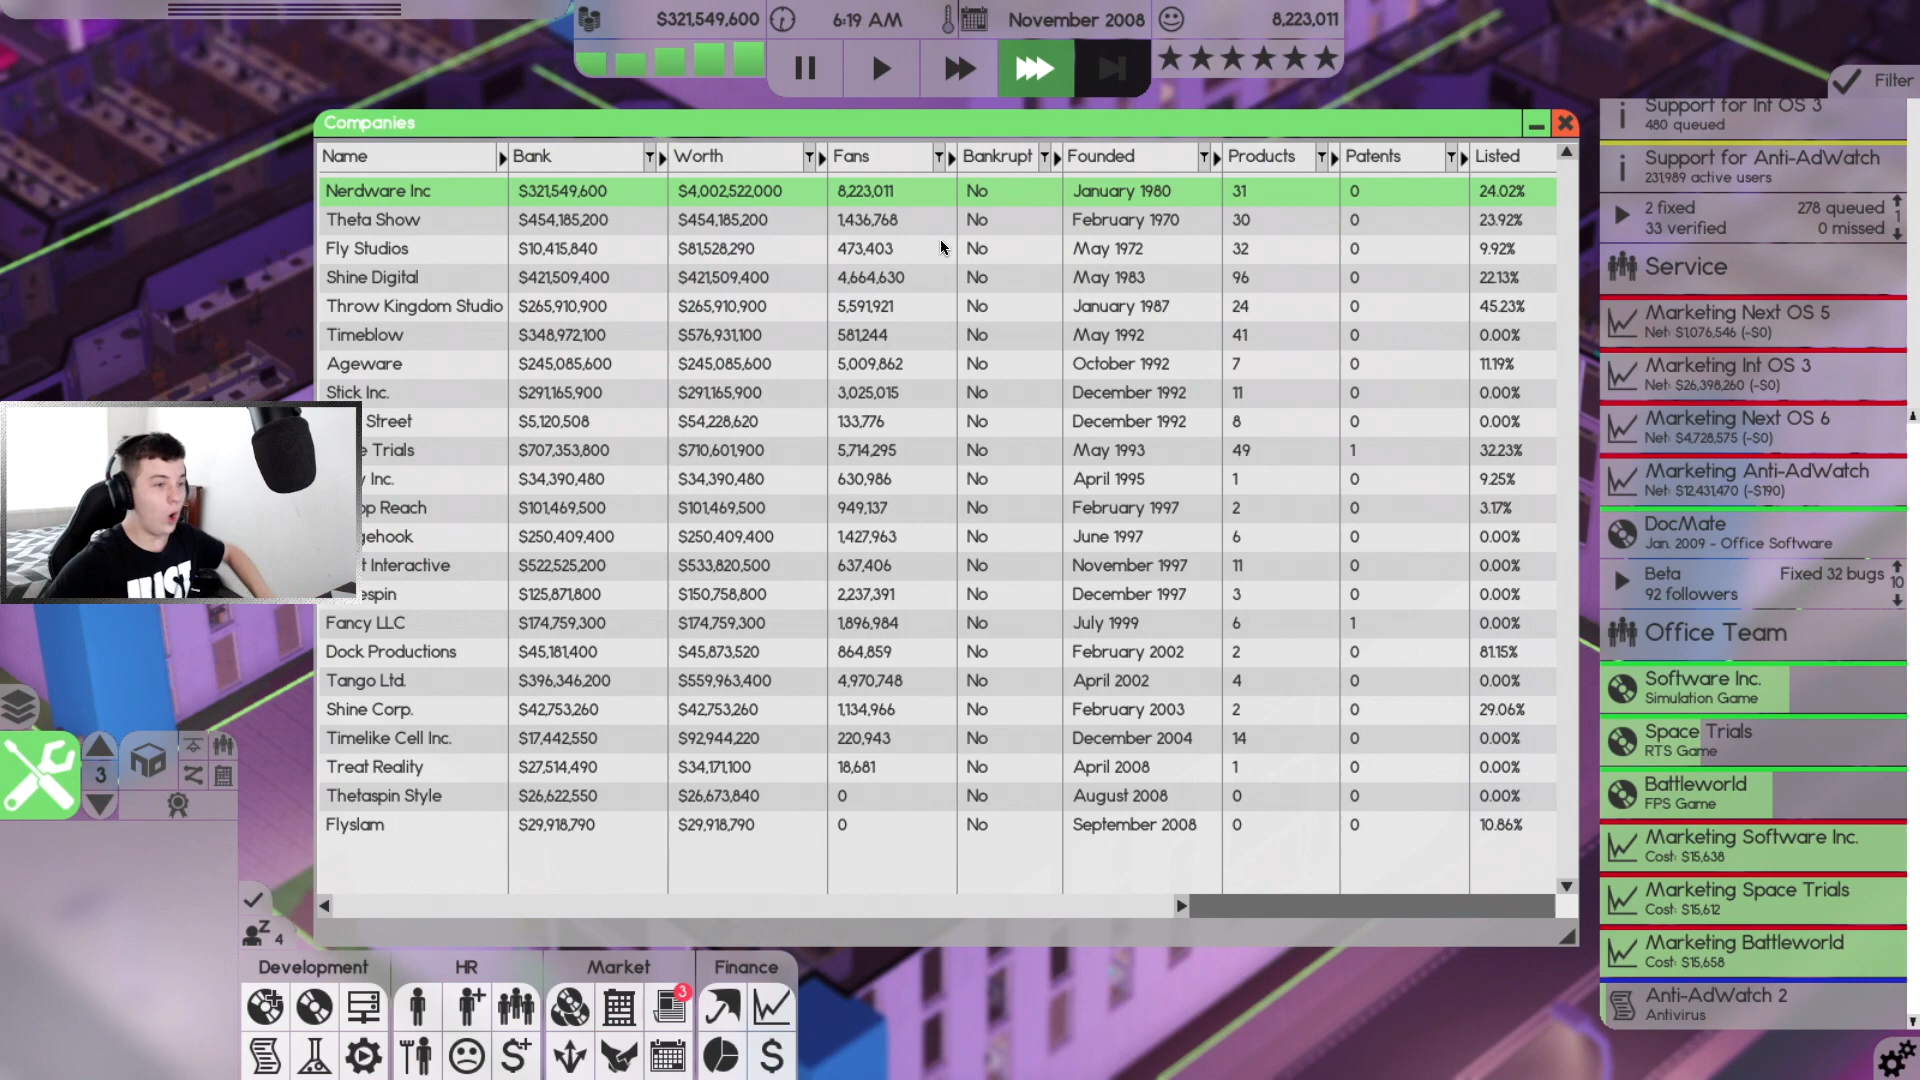 $321,549,600 6:19 AM November 2008 8,223,011
Filter
Companies
Name Bank Worth Fans Bankrupt Founded Products Patents Listed
Nerdware Inc $321,549,600 $4,002,522,000 8,223,011 No January 1980 31 0 24.02%
Theta Show $454,185,200 $454,185,200 1,436,768 No February 1970 30 0 23.92%
Fly Studios $10,415,840 $81,528,290 473,403 No May 1972 32 0 9.92%
Shine Digital $421,509,400 $421,509,400 4,664,630 No May 1983 96 0 22.13%
Throw Kingdom Studio $265,910,900 $265,910,900 5,591,921 No January 1987 24 0 45.23%
Timeblow $348,972,100 $576,931,100 581,244 No May 1992 41 0 0.00%
Ageware $245,085,600 $245,085,600 5,009,862 No October 1992 7 0 11.19%
Stick Inc. $291,165,900 $291,165,900 3,025,015 No December 1992 11 0 0.00%
Street $5,120,508 $54,228,620 133,776 No December 1992 8 0 0.00%
e Trials $707,353,800 $710,601,900 5,714,295 No May 1993 49 1 32.23%
y Inc. $34,390,480 $34,390,480 630,986 No April 1995 1 0 9.25%
op Reach $101,469,500 $101,469,500 949,137 No February 1997 2 0 3.17%
gehook $250,409,400 $250,409,400 1,427,963 No June 1997 6 0 0.00%
t Interactive $522,525,200 $533,820,500 637,406 No November 1997 11 0 0.00%
espin $125,871,800 $150,758,800 2,237,391 No December 1997 3 0 0.00%
Fancy LLC $174,759,300 $174,759,300 1,896,984 No July 1999 6 1 0.00%
Dock Productions $45,181,400 $45,873,520 864,859 No February 2002 2 0 81.15%
Tango Ltd. $396,346,200 $559,963,400 4,970,748 No April 2002 4 0 0.00%
Shine Corp. $42,753,260 $42,753,260 1,134,966 No February 2003 2 0 29.06%
Timelike Cell Inc. $17,442,550 $92,944,220 220,943 No December 2004 14 0 0.00%
Treat Reality $27,514,490 $34,171,100 18,681 No April 2008 1 0 0.00%
Thetaspin Style $26,622,550 $26,673,840 0 No August 2008 0 0 0.00%
Flyslam $29,918,790 $29,918,790 0 No September 2008 0 0 10.86%
Support for Int OS 3
480 queued
Support for Anti-AdWatch
231,989 active users
2 fixed 278 queued
33 verified 0 missed
1
Service
Marketing Next OS 5
Net: $1,076,546 (-$0)
Marketing Int OS 3
Net: $26,398,260 (-$0)
Marketing Next OS 6
Net: $4,728,575 (-$0)
Marketing Anti-AdWatch
Net: $12,431,470 (-$190)
DocMate
Jan. 2009 - Office Software
Beta Fixed 32 bugs
92 followers
10
Office Team
Software Inc.
Simulation Game
Space Trials
RTS Game
Battleworld
FPS Game
Marketing Software Inc.
Cost: $15,638
Marketing Space Trials
Cost: $15,612
Marketing Battleworld
Cost: $15,658
Anti-AdWatch 2
Antivirus
3
Z 4
Development HR Market Finance
3